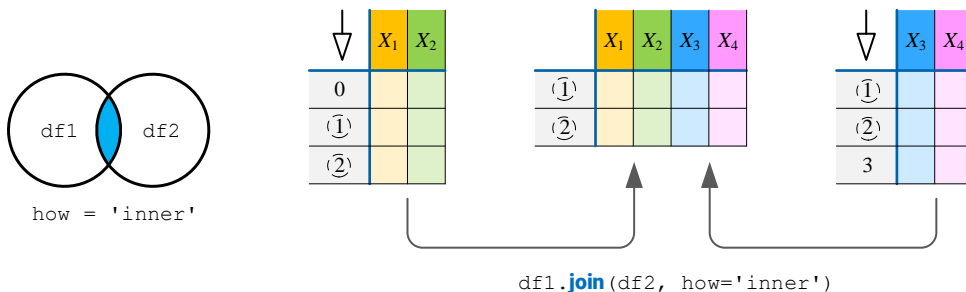 df1 df2
how = 'inner'
X1 X2
0
1
2
X1 X2 X3 X4
1
2
X3 X4
1
2
3
df1.join(df2, how='inner')